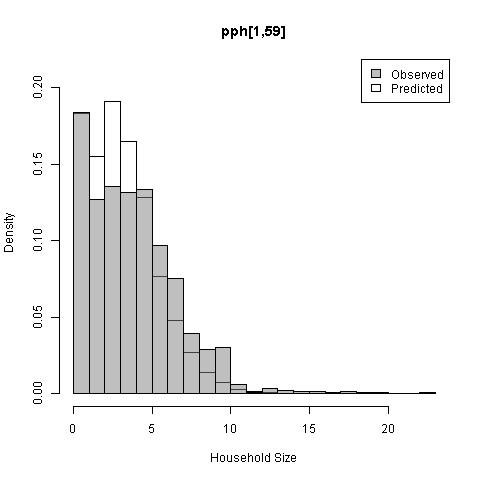 pph[1,59]
Observed
Predicted
Density
0.20
0.15
0.10
0.05
0.00
0 5 10 15 20
Household Size